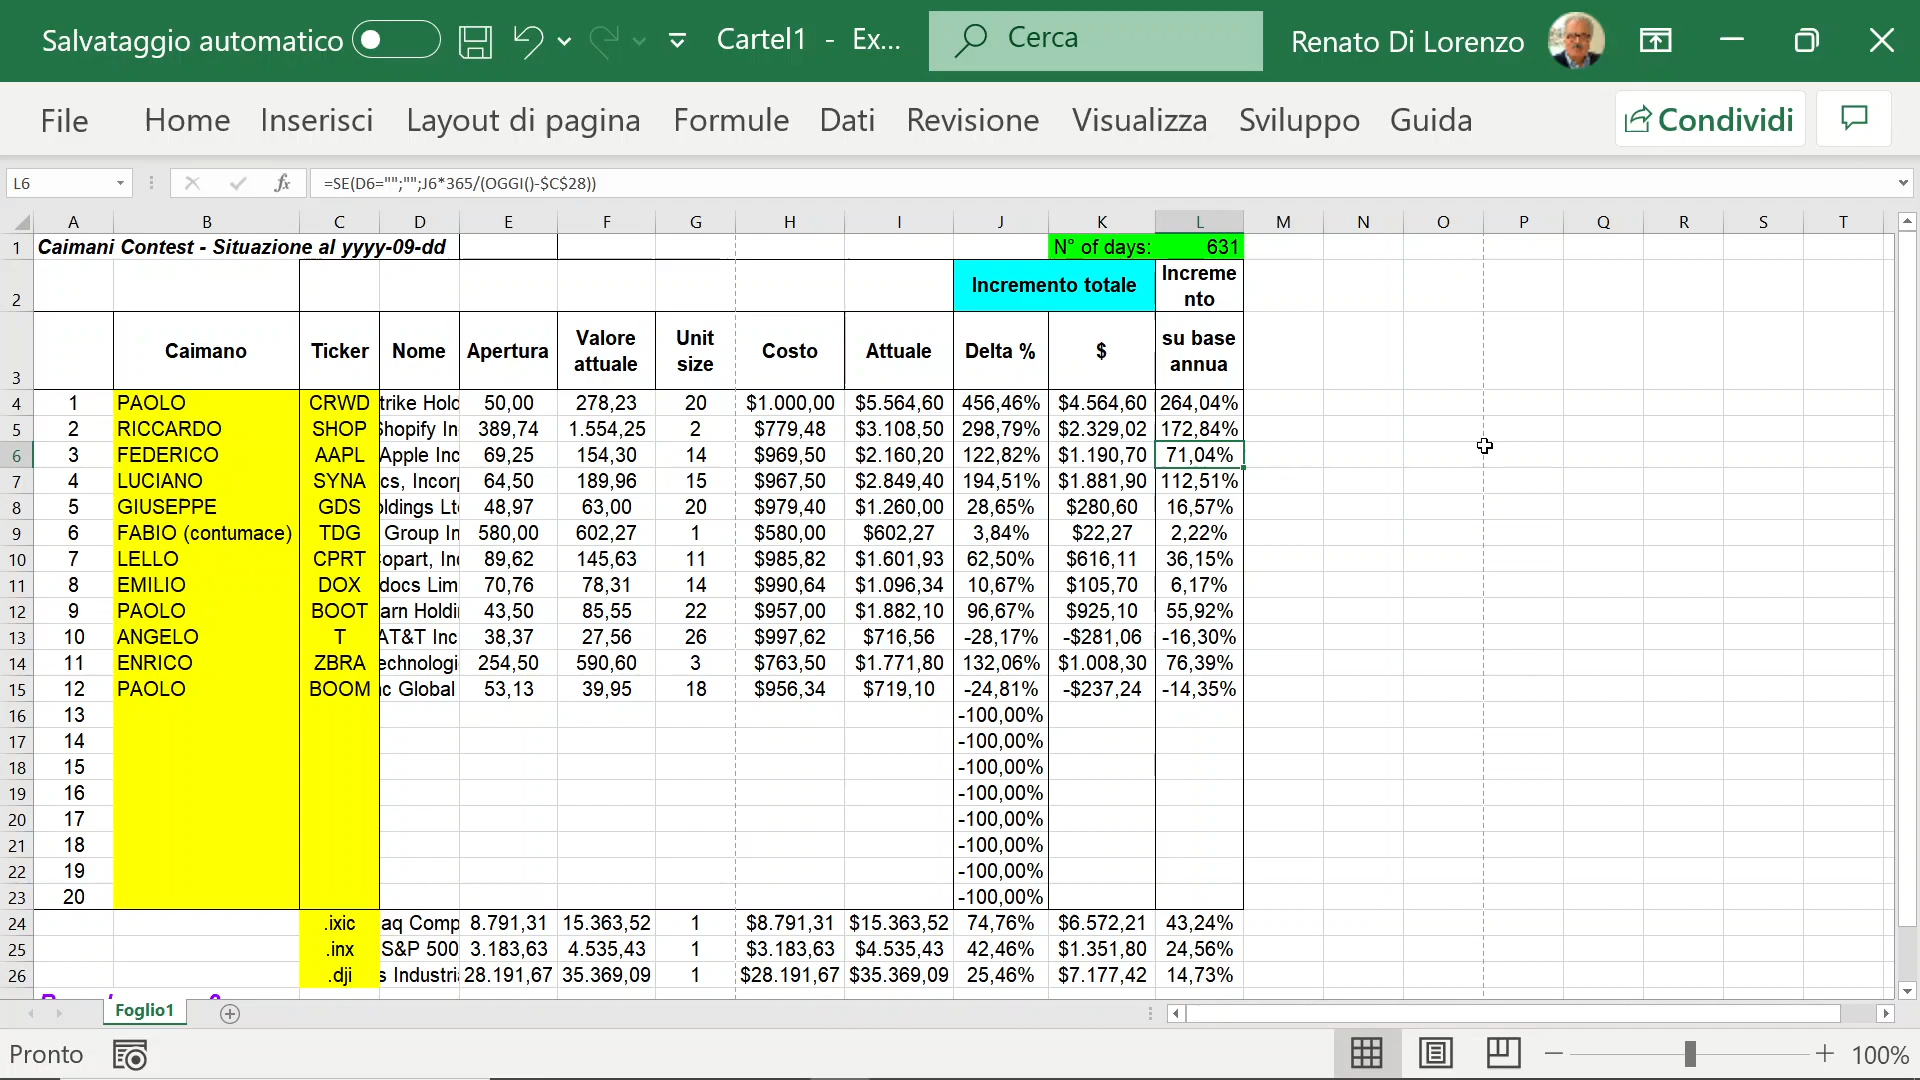 Salvataggio automatico Cartel1 - Ex... Cerca Renato Di Lorenzo
File Home Inserisci Layout di pagina Formule Dati Revisione Visualizza Sviluppo Guida Condividi
L6 fx =SE(D6="";"";J6*365/(OGGI()-$C$28))
A B C D E F G H I J K L M N O P Q R S T
1 Caimani Contest - Situazione al yyyy-09-dd N° of days: 631
2 Incremento totale Increme
nto
3 Caimano Ticker Nome Apertura Valore attuale Unit size Costo Attuale Delta % $ su base annua
4 1 PAOLO CRWD trike Hold 50,00 278,23 20 $1.000,00 $5.564,60 456,46% $4.564,60 264,04%
5 2 RICCARDO SHOP Shopify In 389,74 1.554,25 2 $779,48 $3.108,50 298,79% $2.329,02 172,84%
6 3 FEDERICO AAPL Apple Inc 69,25 154,30 14 $969,50 $2.160,20 122,82% $1.190,70 71,04%
7 4 LUCIANO SYNA cs, Incorp 64,50 189,96 15 $967,50 $2.849,40 194,51% $1.881,90 112,51%
8 5 GIUSEPPE GDS oldings Lt 48,97 63,00 20 $979,40 $1.260,00 28,65% $280,60 16,57%
9 6 FABIO (contumace) TDG Group In 580,00 602,27 1 $580,00 $602,27 3,84% $22,27 2,22%
10 7 LELLO CPRT opart, Inc 89,62 145,63 11 $985,82 $1.601,93 62,50% $616,11 36,15%
11 8 EMILIO DOX docs Lim 70,76 78,31 14 $990,64 $1.096,34 10,67% $105,70 6,17%
12 9 PAOLO BOOT arn Holdi 43,50 85,55 22 $957,00 $1.882,10 96,67% $925,10 55,92%
13 10 ANGELO T AT&T Inc 38,37 27,56 26 $997,62 $716,56 -28,17% -$281,06 -16,30%
14 11 ENRICO ZBRA echnologi 254,50 590,60 3 $763,50 $1.771,80 132,06% $1.008,30 76,39%
15 12 PAOLO BOOM c Global 53,13 39,95 18 $956,34 $719,10 -24,81% -$237,24 -14,35%
16 13 -100,00%
17 14 -100,00%
18 15 -100,00%
19 16 -100,00%
20 17 -100,00%
21 18 -100,00%
22 19 -100,00%
23 20 -100,00%
24 .ixic aq Comp 8.791,31 15.363,52 1 $8.791,31 $15.363,52 74,76% $6.572,21 43,24%
25 .inx S&P 500 3.183,63 4.535,43 1 $3.183,63 $4.535,43 42,46% $1.351,80 24,56%
26 .dji s Industria 28.191,67 35.369,09 1 $28.191,67 $35.369,09 25,46% $7.177,42 14,73%
Foglio1
Pronto 100%